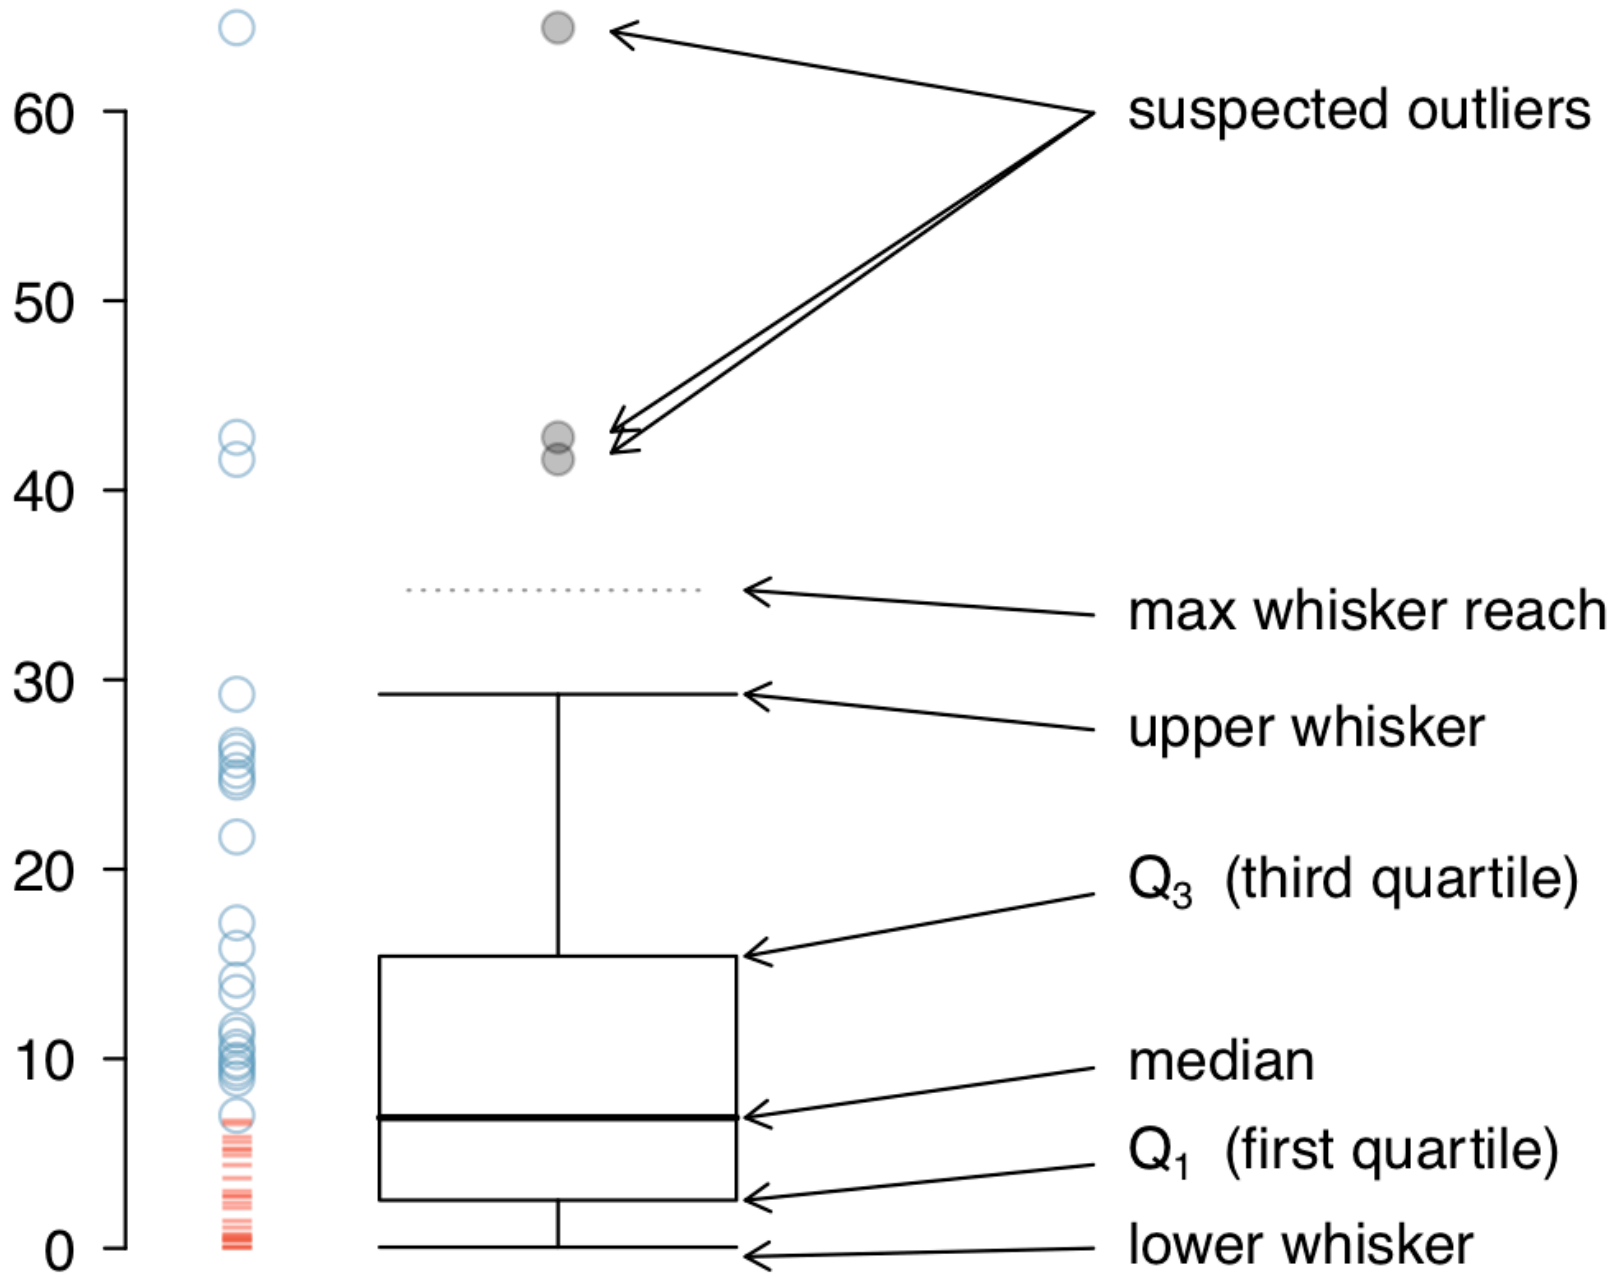 60
suspected outliers
50
40
max whisker reach
30
upper whisker
20
Q3 (third quartile)
10
median
Q1 (first quartile)
0
lower whisker